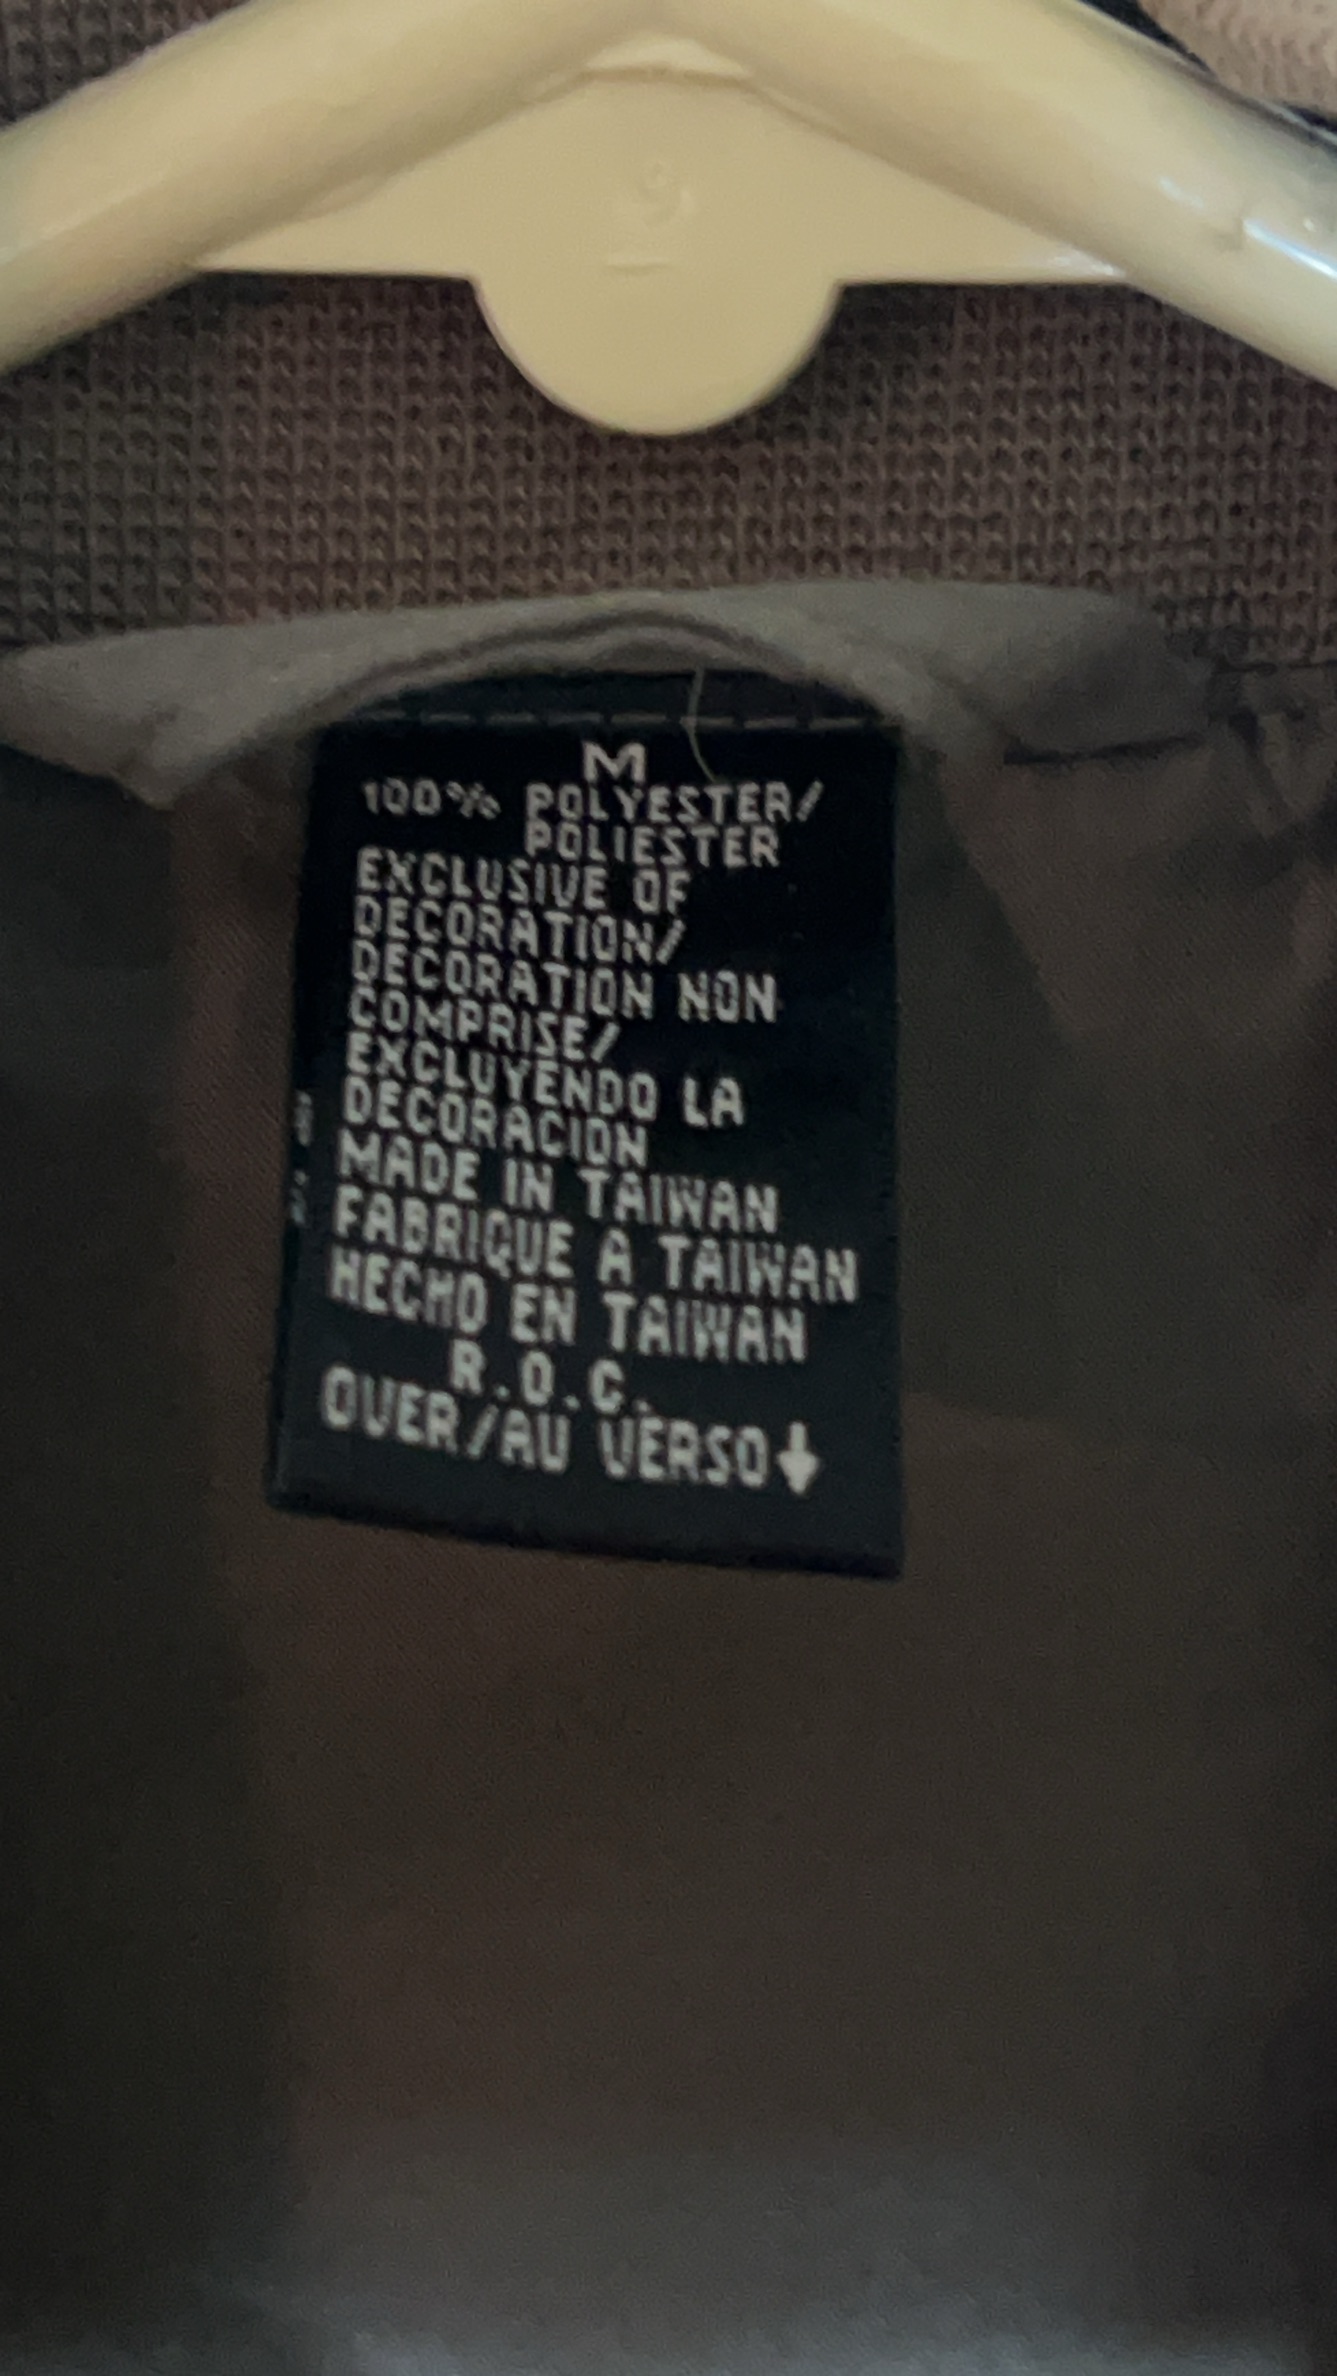 9
M
100% POLYESTER/
POLIESTER
EXCLUSIVE OF
DECORATION/
DECORATION NON
COMPRISE/
EXCLUYENDO LA
DECORACION
MADE IN TAIWAN
FABRIQUE A TAIWAN
HECHO EN TAIWAN
R.O.C.
OVER/AU VERSO↓